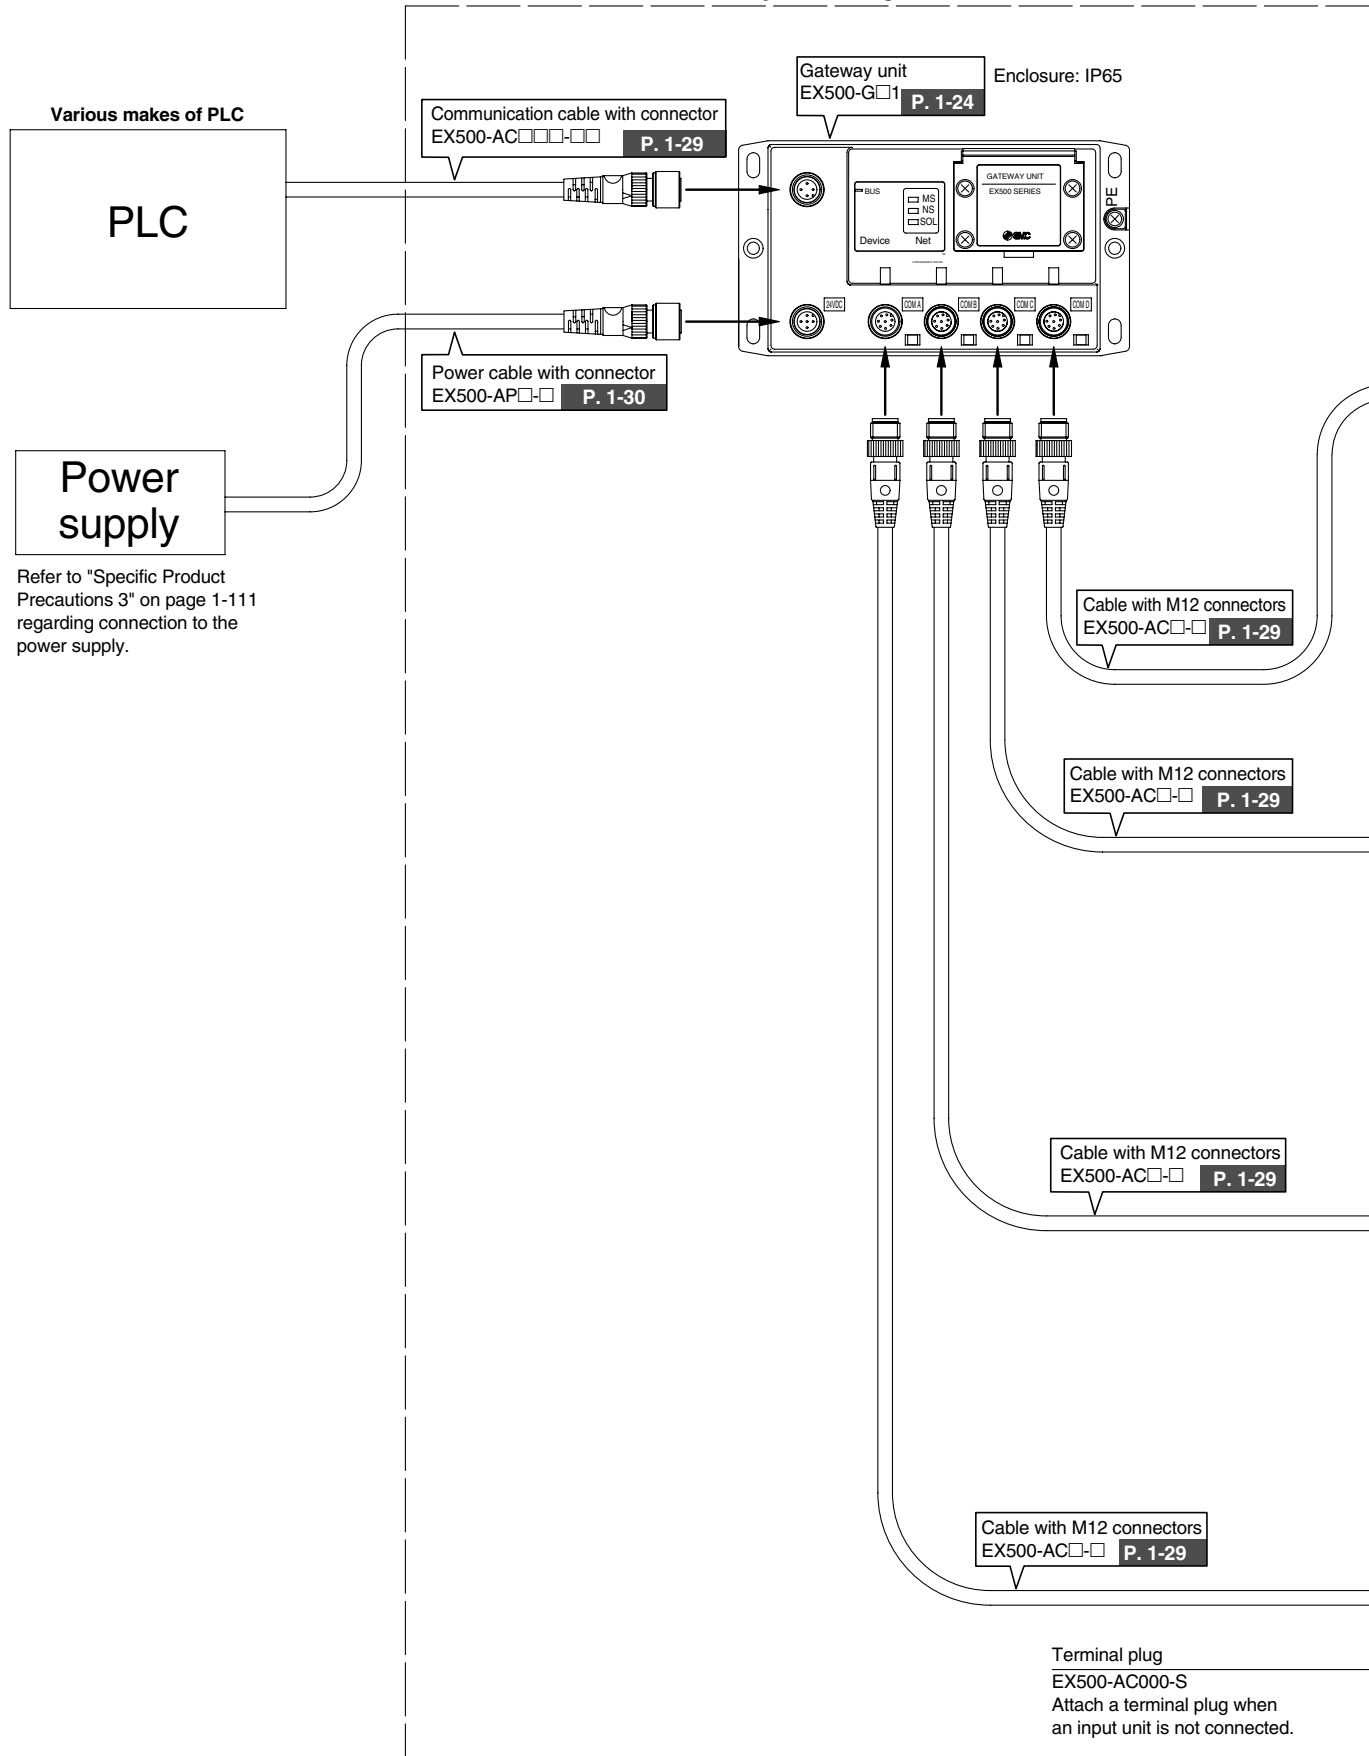 Gateway unit
EX500-G□1 P. 1-24
Enclosure: IP65
Various makes of PLC
PLC
Communication cable with connector
EX500-AC□□□-□□ P. 1-29
GATEWAY UNIT
EX500 SERIES
SMC
PE
BUS
MS
NS
SOL
Device Net
24VDC
COM A
COM B
COM C
COM D
Power cable with connector
EX500-AP□-□ P. 1-30
Power
supply
Refer to "Specific Product
Precautions 3" on page 1-111
regarding connection to the
power supply.
Cable with M12 connectors
EX500-AC□-□ P. 1-29
Cable with M12 connectors
EX500-AC□-□ P. 1-29
Cable with M12 connectors
EX500-AC□-□ P. 1-29
Cable with M12 connectors
EX500-AC□-□ P. 1-29
Terminal plug
EX500-AC000-S
Attach a terminal plug when
an input unit is not connected.